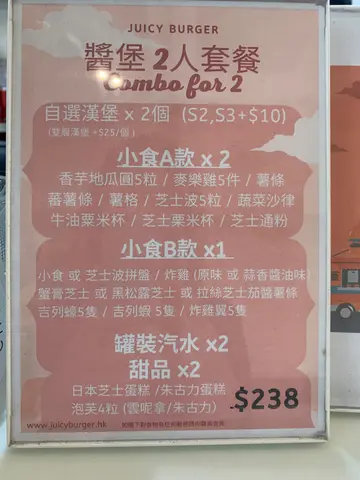 JUICY BURGER
醬堡 2人套餐
Combo for 2
自選漢堡 x 2個 (S2,S3+$10)
(雙層漢堡 +$25/個)
小食A款 x 2
香芋地瓜圓5粒 / 麥樂雞5件 / 薯條
蕃薯條 / 薯格 / 芝士波5粒 / 蔬菜沙律
牛油粟米杯 / 芝士栗米杯 / 芝士通粉
小食B款 x1
小食 或 芝士波拼盤 / 炸雞 (原味 或 蒜香醬油味)
蟹膏芝士 或 黑松露芝士 或 拉絲芝士茄醬薯條
吉列蠔5隻 / 吉列蝦 5隻 / 炸雞翼5隻
罐裝汽水 x2
甜品 x2
日本芝士蛋糕 /朱古力蛋糕
泡芙4粒 (雲呢拿/朱古力)
$238
www.juicyburger.hk